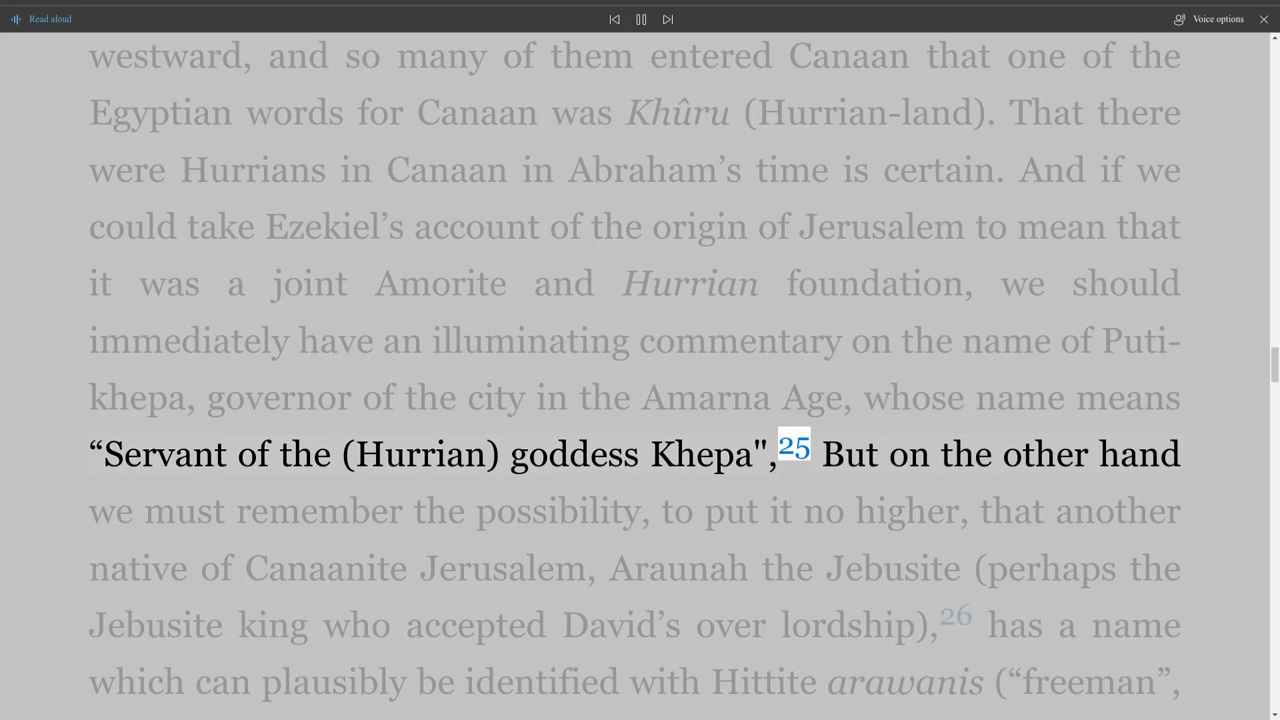 Read aloud
Voice options
westward, and so many of them entered Canaan that one of the
Egyptian words for Canaan was Khûru (Hurrian-land). That there
were Hurrians in Canaan in Abraham’s time is certain. And if we
could take Ezekiel’s account of the origin of Jerusalem to mean that
it was a joint Amorite and Hurrian foundation, we should
immediately have an illuminating commentary on the name of Puti-
khepa, governor of the city in the Amarna Age, whose name means
“Servant of the (Hurrian) goddess Khepa",25 But on the other hand
we must remember the possibility, to put it no higher, that another
native of Canaanite Jerusalem, Araunah the Jebusite (perhaps the
Jebusite king who accepted David’s over lordship),26 has a name
which can plausibly be identified with Hittite arawanis (“freeman”,